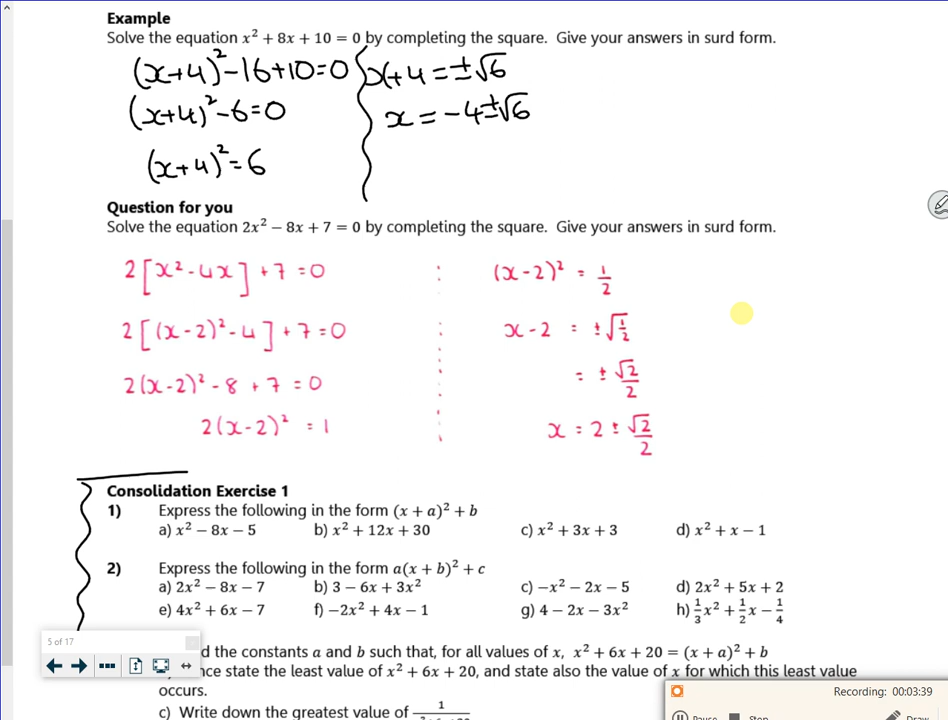 Example
Solve the equation x² + 8x + 10 = 0 by completing the square. Give your answers in surd form.
(x+4)² -16+10=0
(x+4)² -6=0
(x+4)² = 6
x+4 = ±√6
x = -4±√6
Question for you
Solve the equation 2x² − 8x + 7 = 0 by completing the square. Give your answers in surd form.
2[x² - 4x] + 7 = 0
2[(x-2)² - 4] + 7 = 0
2(x-2)² - 8 + 7 = 0
2(x-2)² = 1
(x-2)² = 1/2
x - 2 = ±√1/2
= ± √2/2
x = 2 ± √2/2
Consolidation Exercise 1
1) Express the following in the form (x + a)² + b
a) x² − 8x − 5 b) x² + 12x + 30 c) x² + 3x + 3 d) x² + x − 1
2) Express the following in the form a(x + b)² + c
a) 2x² − 8x − 7 b) 3 − 6x + 3x² c) −x² − 2x − 5 d) 2x² + 5x + 2
e) 4x² + 6x − 7 f) −2x² + 4x − 1 g) 4 − 2x − 3x² h) 1/3x² + 1/2x − 1/4
5 of 17
d the constants a and b such that, for all values of x, x² + 6x + 20 = (x + a)² + b
nce state the least value of x² + 6x + 20, and state also the value of x for which this least value
occurs.
c) Write down the greatest value of 1
Recording: 00:03:39
Pause Stop Draw